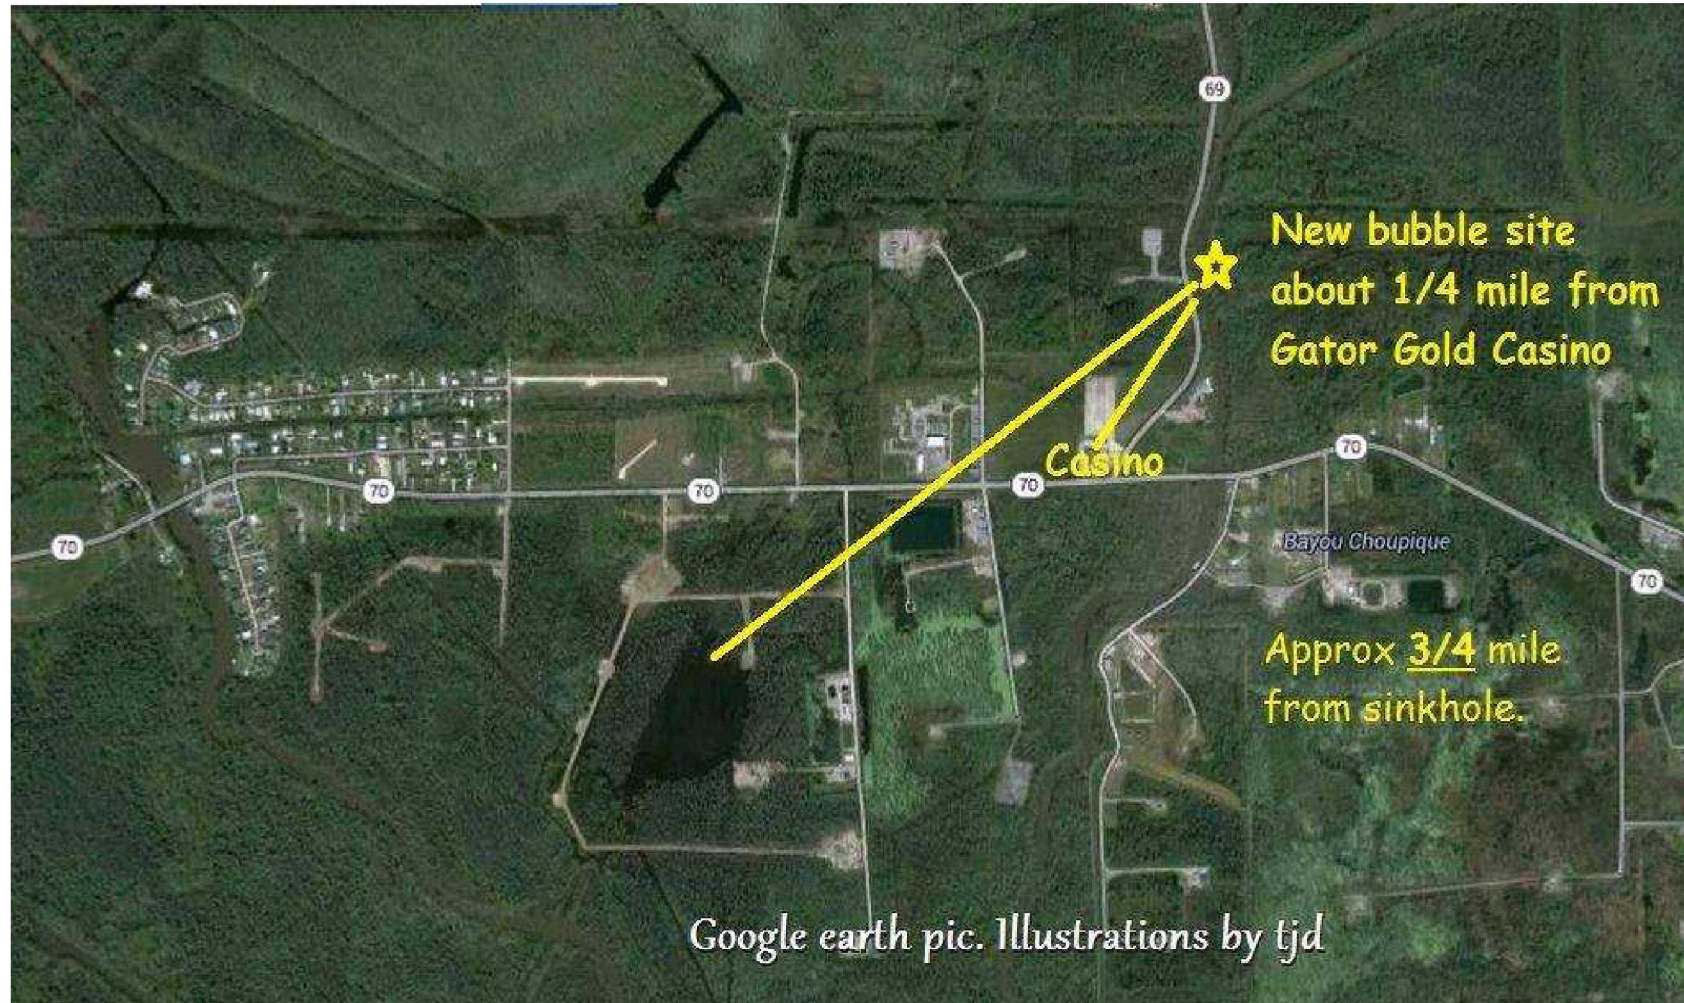 69
New bubble site
about 1/4 mile from
Gator Gold Casino
Casino
70
70
70
70
70
Bayou Choupique
70
Approx 3/4 mile
from sinkhole.
Google earth pic. Illustrations by tjd